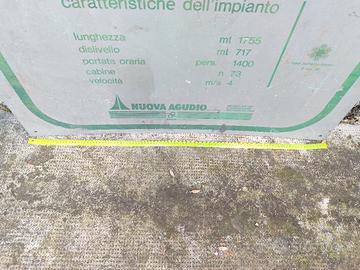 caratteristiche dell'impianto
lunghezza mt 1755
dislivello mt 717
portata oraria pers. 1400
cabine n 73
velocità m/s 4
NUOVA AGUDIO